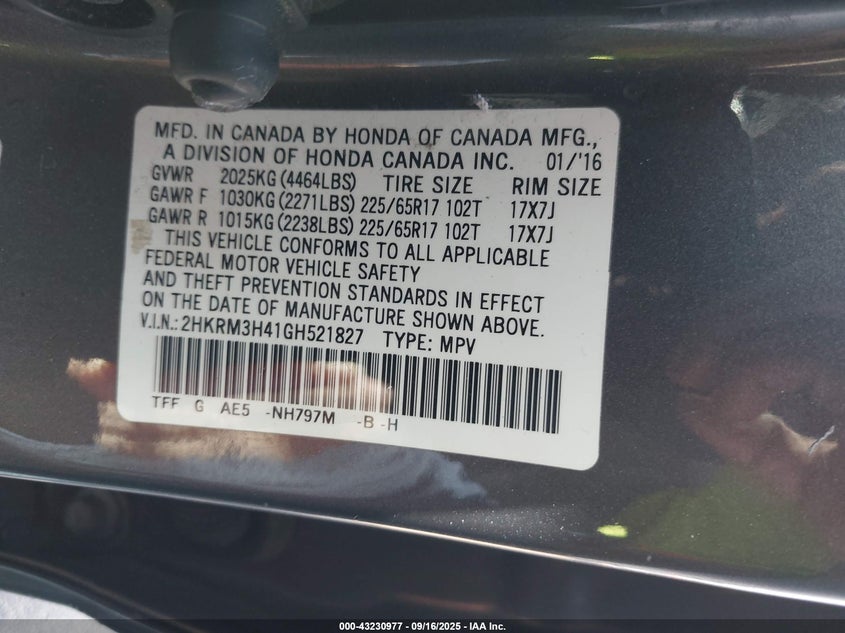 MFD. IN CANADA BY HONDA OF CANADA MFG.,
A DIVISION OF HONDA CANADA INC. 01/'16
GVWR 2025KG (4464LBS) TIRE SIZE RIM SIZE
GAWR F 1030KG (2271LBS) 225/65R17 102T 17X7J
GAWR R 1015KG (2238LBS) 225/65R17 102T 17X7J
THIS VEHICLE CONFORMS TO ALL APPLICABLE
FEDERAL MOTOR VEHICLE SAFETY
AND THEFT PREVENTION STANDARDS IN EFFECT
ON THE DATE OF MANUFACTURE SHOWN ABOVE.
V.I.N.: 2HKRM3H41GH521827 TYPE: MPV
TFF G AE5 -NH797M -B -H
000-43230977 - 09/16/2025 - IAA Inc.